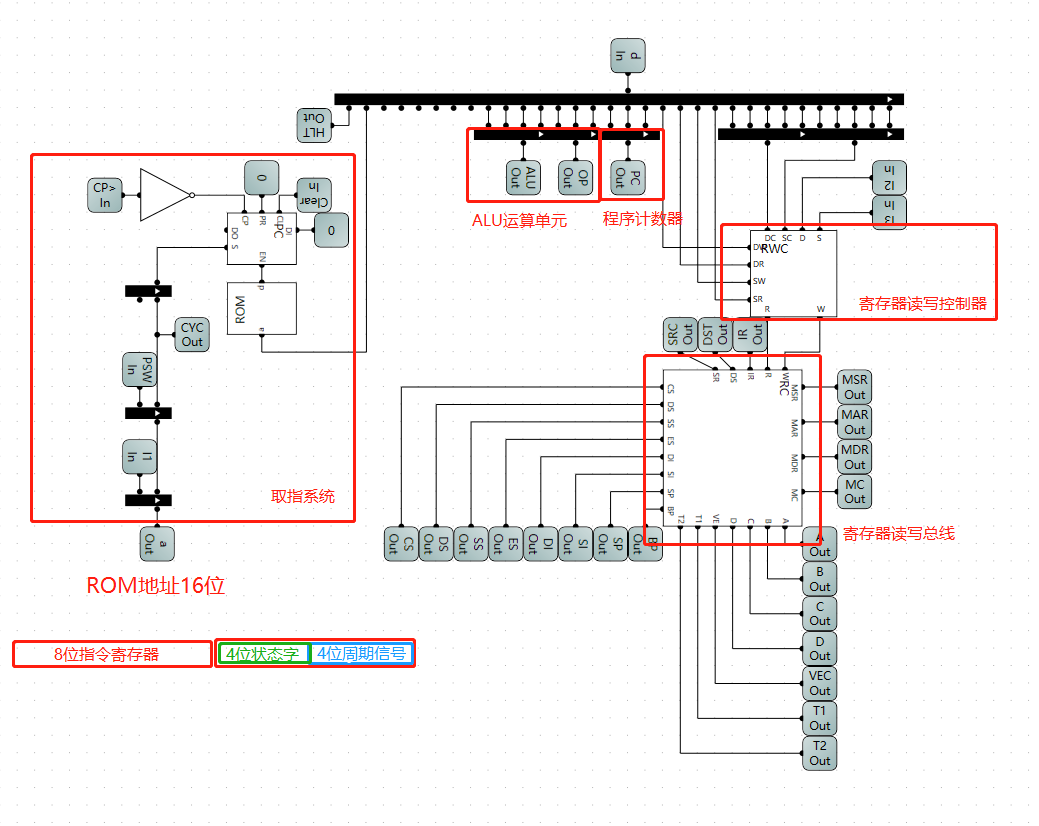 d
In
HLT
Out
ALU
Out
OP
Out
PC
Out
ALU运算单元
程序计数器
CP>
In
0
Clear
In
0
CP
PR
Cl
PC
DI
DO
S
EN
P
ROM
a
CYC
Out
PSW
In
I1
In
取指系统
a
Out
ROM地址16位
8位指令寄存器
4位状态字
4位周期信号
I2
In
I3
In
DC
SC
D
S
RWC
DW
DR
SW
SR
R
W
寄存器读写控制器
SRC
Out
DST
Out
IR
Out
SR
DS
IR
R
W
RC
CS
DS
SS
ES
DI
SI
SP
BP
MSR
MAR
MDR
MC
T2
T1
VE
D
C
B
A
MSR
Out
MAR
Out
MDR
Out
MC
Out
寄存器读写总线
CS
Out
DS
Out
SS
Out
ES
Out
DI
Out
SI
Out
SP
Out
BP
Out
A
Out
B
Out
C
Out
D
Out
VEC
Out
T1
Out
T2
Out